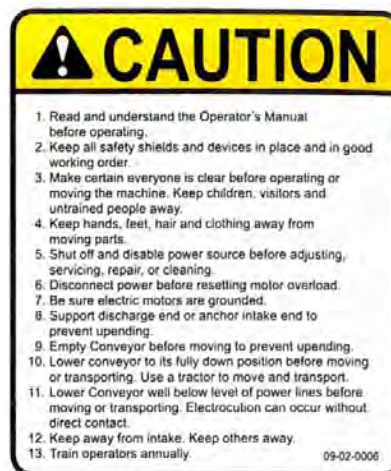 CAUTION
1. Read and understand the Operator's Manual
before operating.
2. Keep all safety shields and devices in place and in good
working order.
3. Make certain everyone is clear before operating or
moving the machine. Keep children, visitors and
untrained people away.
4. Keep hands, feet, hair and clothing away from
moving parts.
5. Shut off and disable power source before adjusting,
servicing, repair, or cleaning.
6. Disconnect power before resetting motor overload.
7. Be sure electric motors are grounded.
8. Support discharge end or anchor intake end to
prevent upending.
9. Empty Conveyor before moving to prevent upending.
10. Lower conveyor to its fully down position before moving
or transporting. Use a tractor to move and transport.
11. Lower Conveyor well below level of power lines before
moving or transporting. Electrocution can occur without
direct contact.
12. Keep away from intake. Keep others away.
13. Train operators annually. 09-02-0006